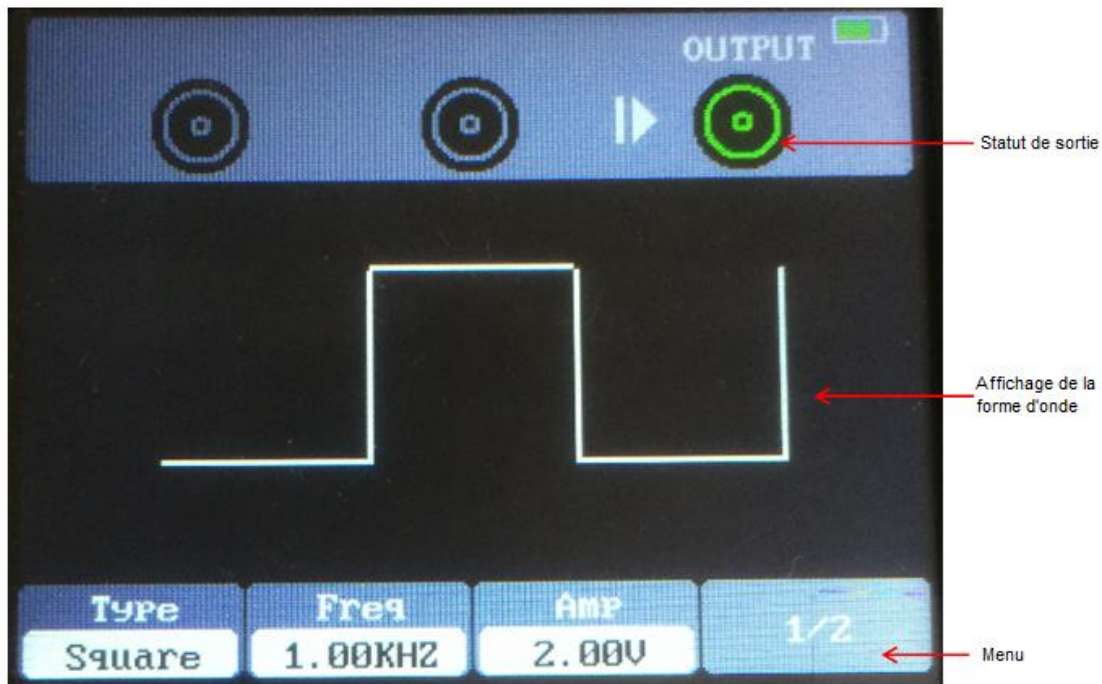 OUTPUT
Statut de sortie
Affichage de la
forme d'onde
Type
Freq
Amp
1/2
Square
1.00KHZ
2.00V
Menu